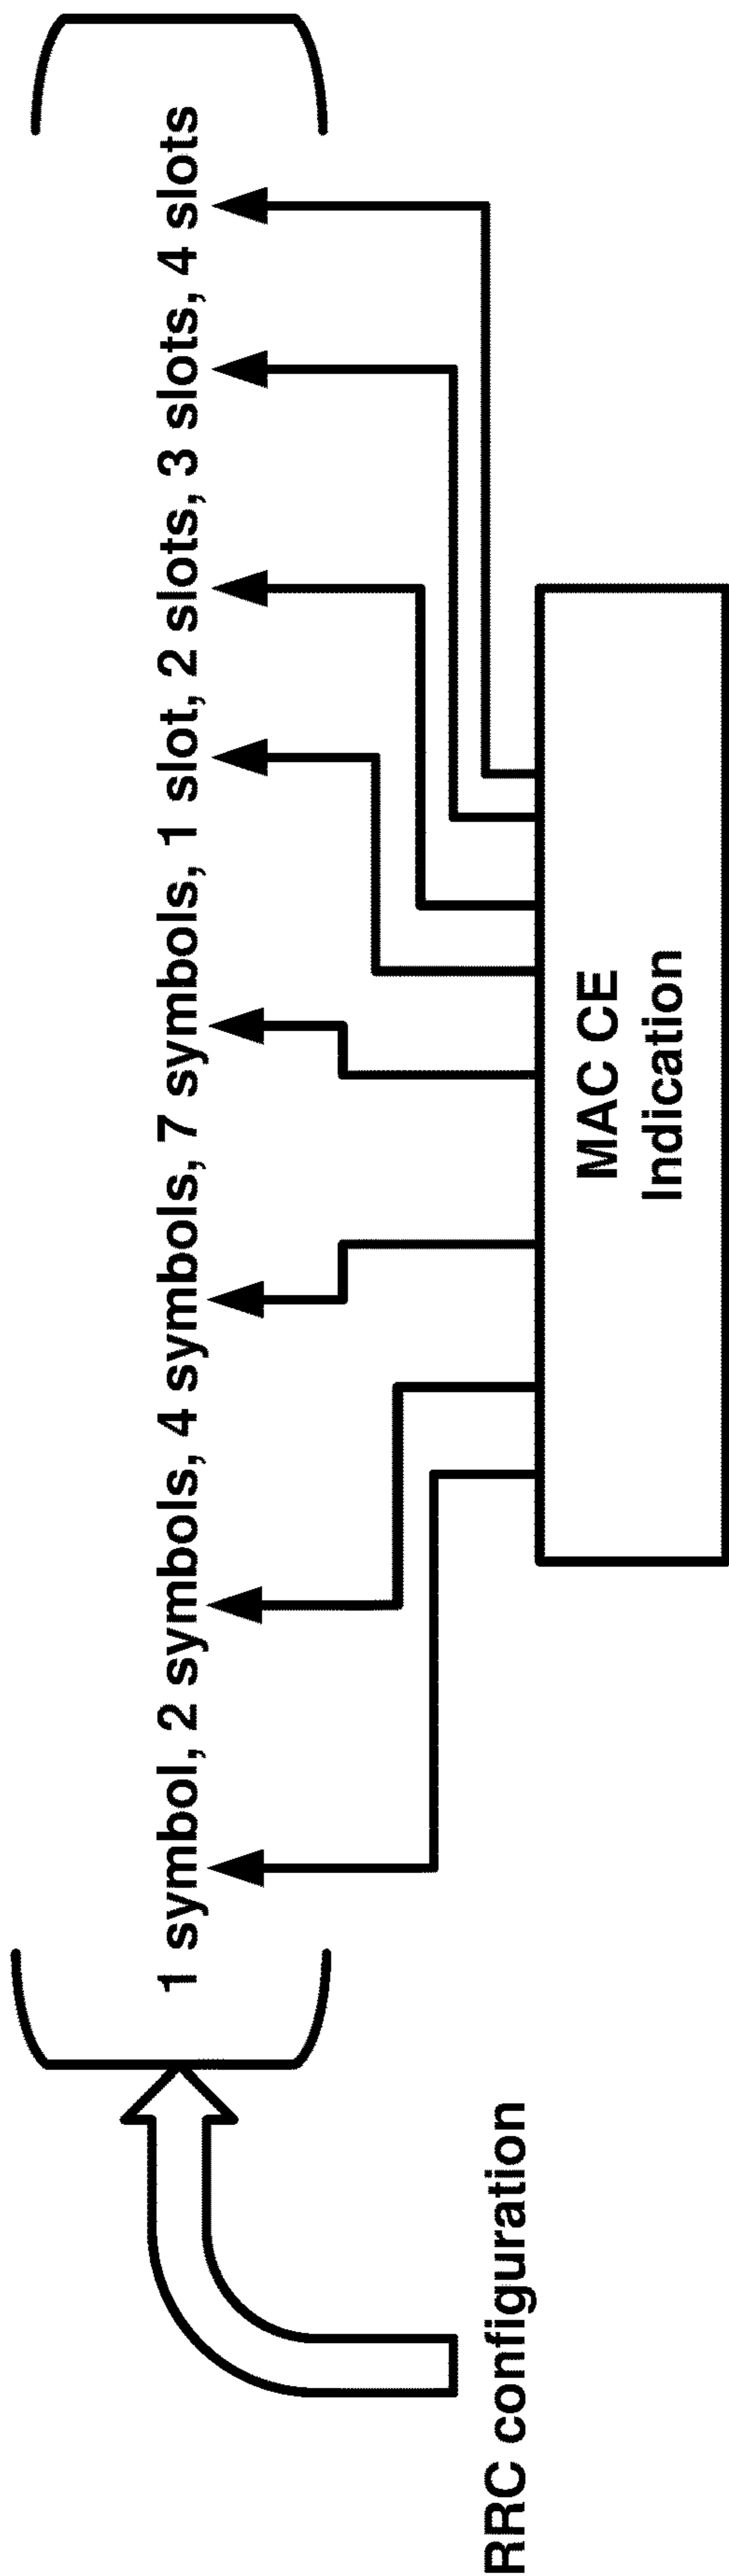 1 symbol, 2 symbols, 4 symbols, 7 symbols, 1 slot, 2 slots, 3 slots, 4 slots
RRC configuration
MAC CE
Indication